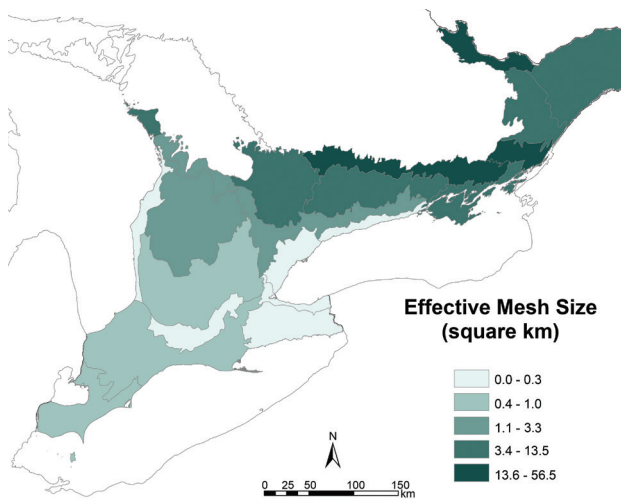 Effective Mesh Size
(square km)
0.0 - 0.3
0.4 - 1.0
1.1 - 3.3
3.4 - 13.5
13.6 - 56.5
N
0 25 50 100 150
km